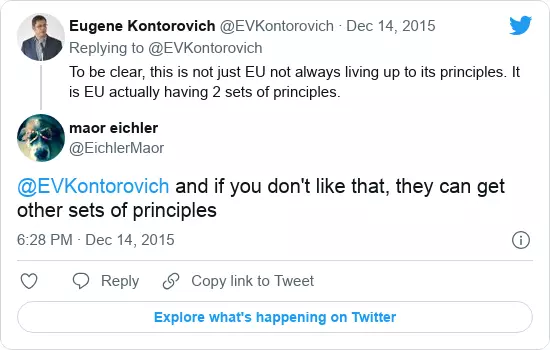 Eugene Kontorovich @EVKontorovich · Dec 14, 2015
Replying to @EVKontorovich
To be clear, this is not just EU not always living up to its principles. It
is EU actually having 2 sets of principles.
maor eichler
@EichlerMaor
@EVKontorovich and if you don't like that, they can get
other sets of principles
6:28 PM · Dec 14, 2015
Reply
Copy link to Tweet
Explore what's happening on Twitter